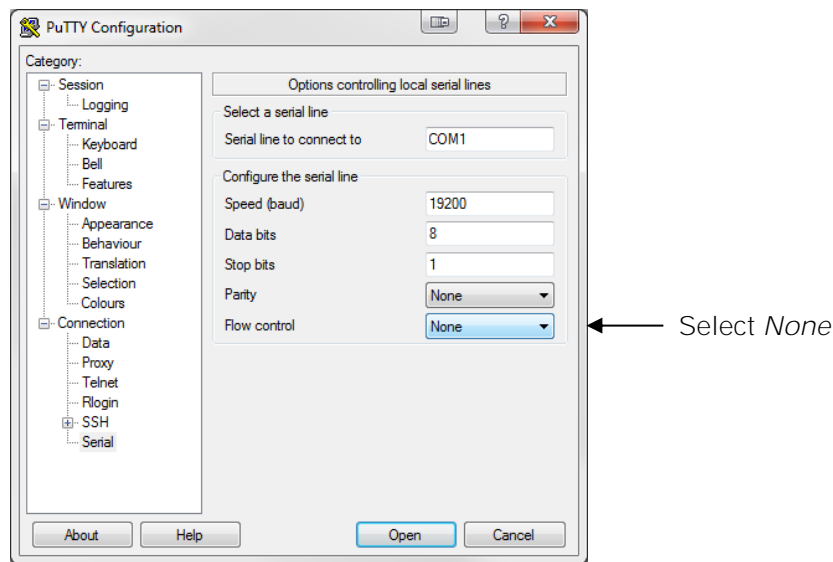 PuTTY Configuration
Category:
Session
Logging
Terminal
Keyboard
Bell
Features
Window
Appearance
Behaviour
Translation
Selection
Colours
Connection
Data
Proxy
Telnet
Rlogin
SSH
Serial
Options controlling local serial lines
Select a serial line
Serial line to connect to COM1
Configure the serial line
Speed (baud) 19200
Data bits 8
Stop bits 1
Parity None
Flow control None
Select None
About Help Open Cancel